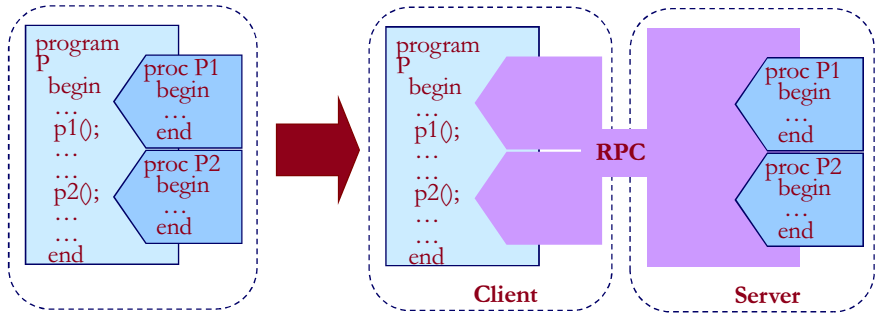 program
P
begin
…
p1();
…
…
p2();
…
…
end
proc P1
begin
…
end
proc P2
begin
…
end
program
P
begin
…
p1();
…
…
p2();
…
…
end
RPC
proc P1
begin
…
end
proc P2
begin
…
end
Client
Server